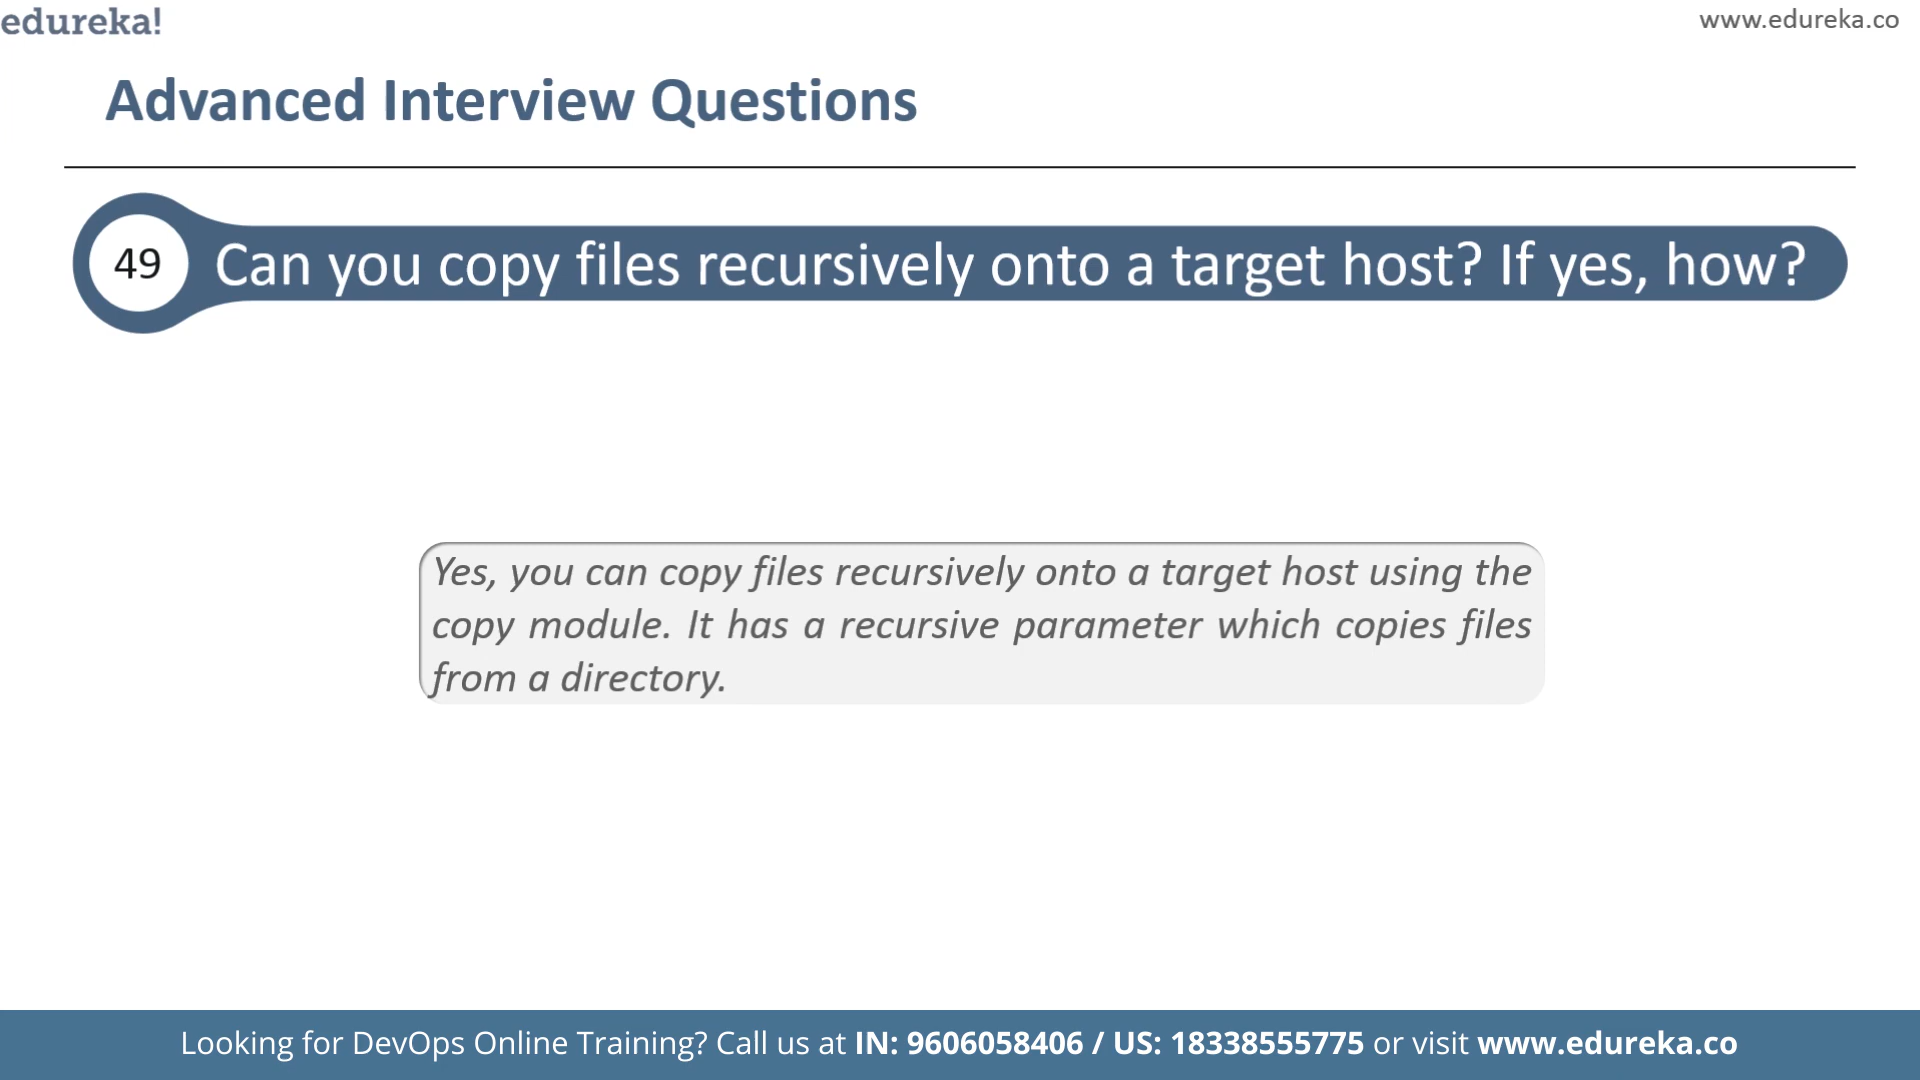 edureka!
www.edureka.co
Advanced Interview Questions
49
Can you copy files recursively onto a target host? If yes, how?
Yes, you can copy files recursively onto a target host using the
copy module. It has a recursive parameter which copies files
from a directory.
Looking for DevOps Online Training? Call us at IN: 9606058406 / US: 18338555775 or visit www.edureka.co